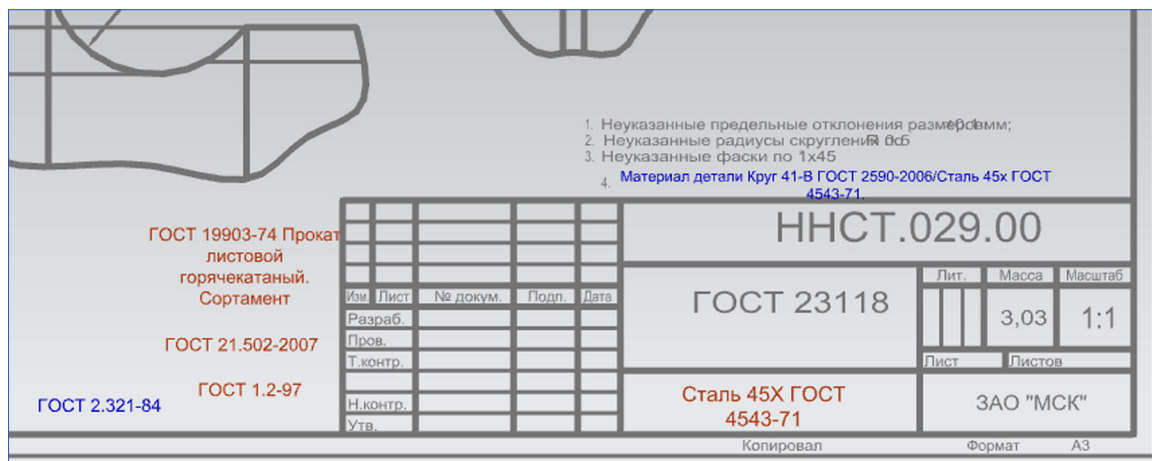 1. Неуказанные предельные отклонения размеров мм;
2. Неуказанные радиусы скруглений по
3. Неуказанные фаски по 1х45
4. Материал детали Круг 41-В ГОСТ 2590-2006/Сталь 45х ГОСТ
4543-71.
ННСТ.029.00
ГОСТ 19903-74 Прокат
листовой
горячекатаный.
Сортамент
Лит. Масса Масштаб
Изм. Лист № докум. Подп. Дата
ГОСТ 23118
3,03 1:1
Разраб.
Пров.
ГОСТ 21.502-2007
Т.контр.
Лист Листов
ГОСТ 1.2-97
ГОСТ 2.321-84
Н.контр.
Утв.
Сталь 45Х ГОСТ
4543-71
ЗАО "МСК"
Копировал Формат А3